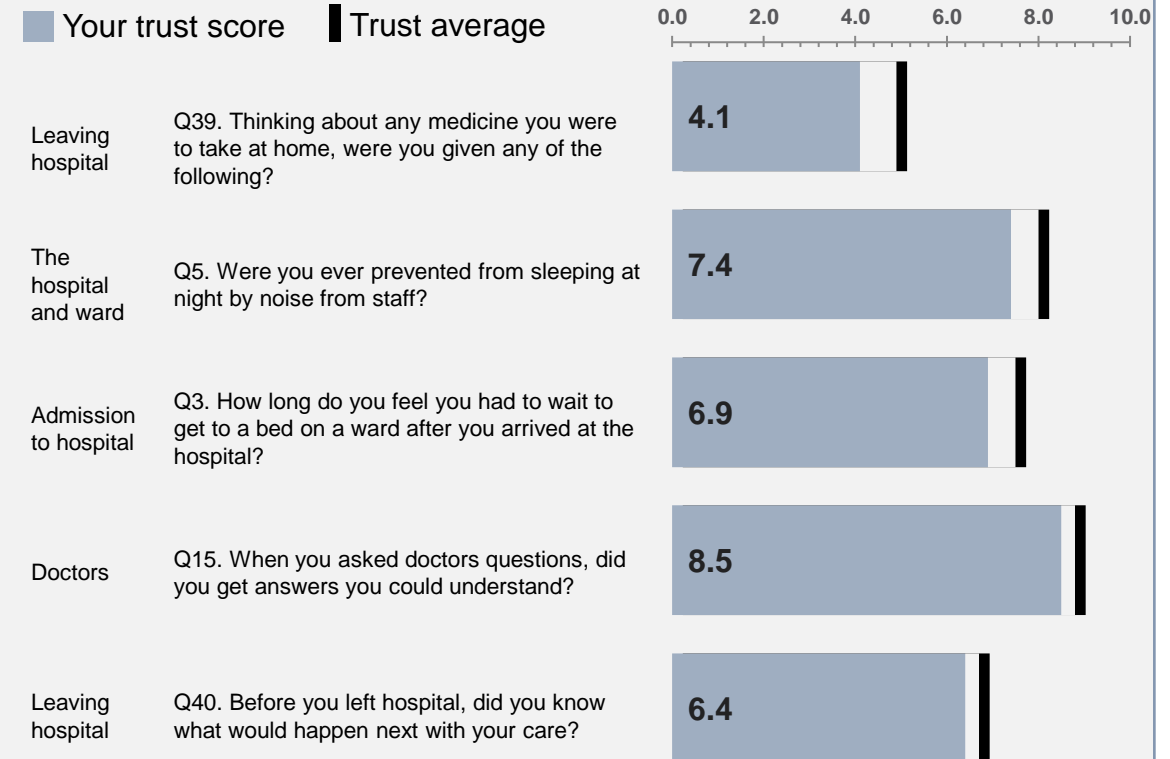 Your trust score
Trust average
0.0 2.0 4.0 6.0 8.0 10.0
Leaving
hospital
Q39. Thinking about any medicine you were
to take at home, were you given any of the
following?
4.1
The
hospital
and ward
Q5. Were you ever prevented from sleeping at
night by noise from staff?
7.4
Admission
to hospital
Q3. How long do you feel you had to wait to
get to a bed on a ward after you arrived at the
hospital?
6.9
Doctors
Q15. When you asked doctors questions, did
you get answers you could understand?
8.5
Leaving
hospital
Q40. Before you left hospital, did you know
what would happen next with your care?
6.4